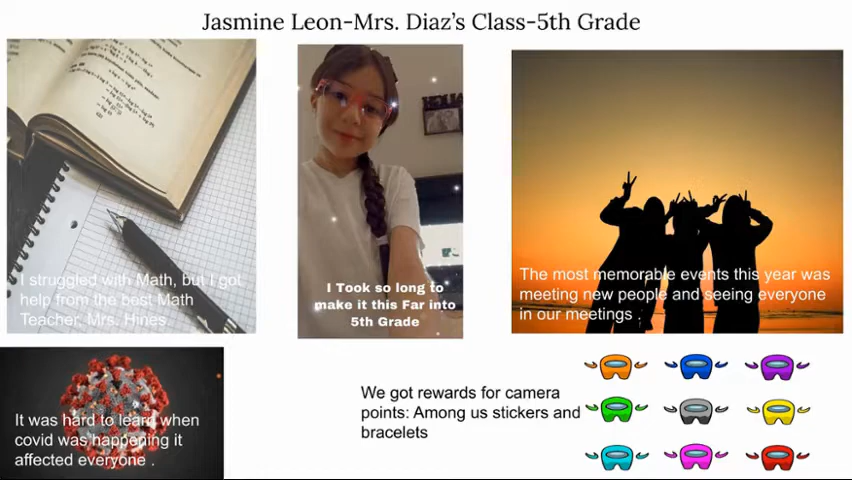 Jasmine Leon-Mrs. Diaz's Class-5th Grade
I struggled with Math, but I got
help from the best Math
Teacher, Mrs. Hines.
I Took so long to
make it this Far into
5th Grade
The most memorable events this year was
meeting new people and seeing everyone
in our meetings .
It was hard to learn when
covid was happening it
affected everyone .
We got rewards for camera
points: Among us stickers and
bracelets